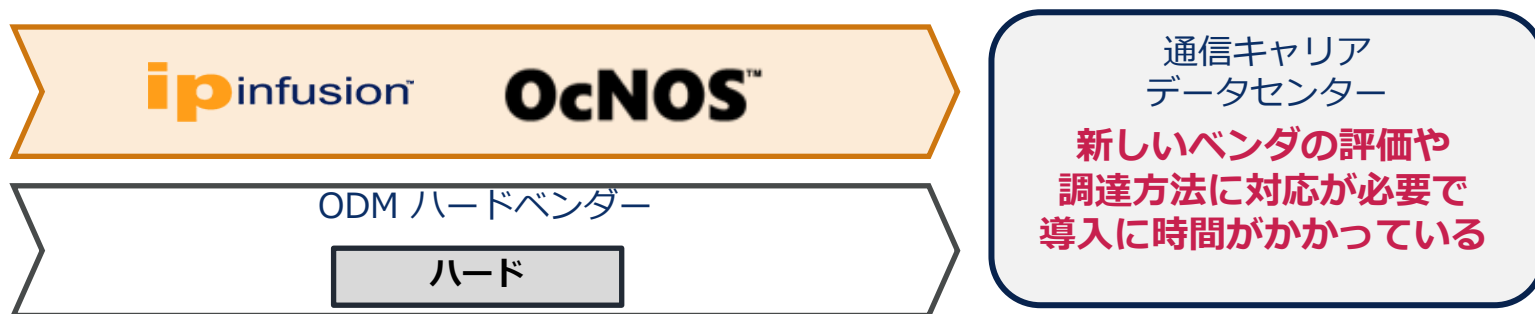 ipinfusion™ OcNOS™
ODM ハードベンダー
ハード
通信キャリア
データセンター
新しいベンダの評価や
調達方法に対応が必要で
導入に時間がかかっている